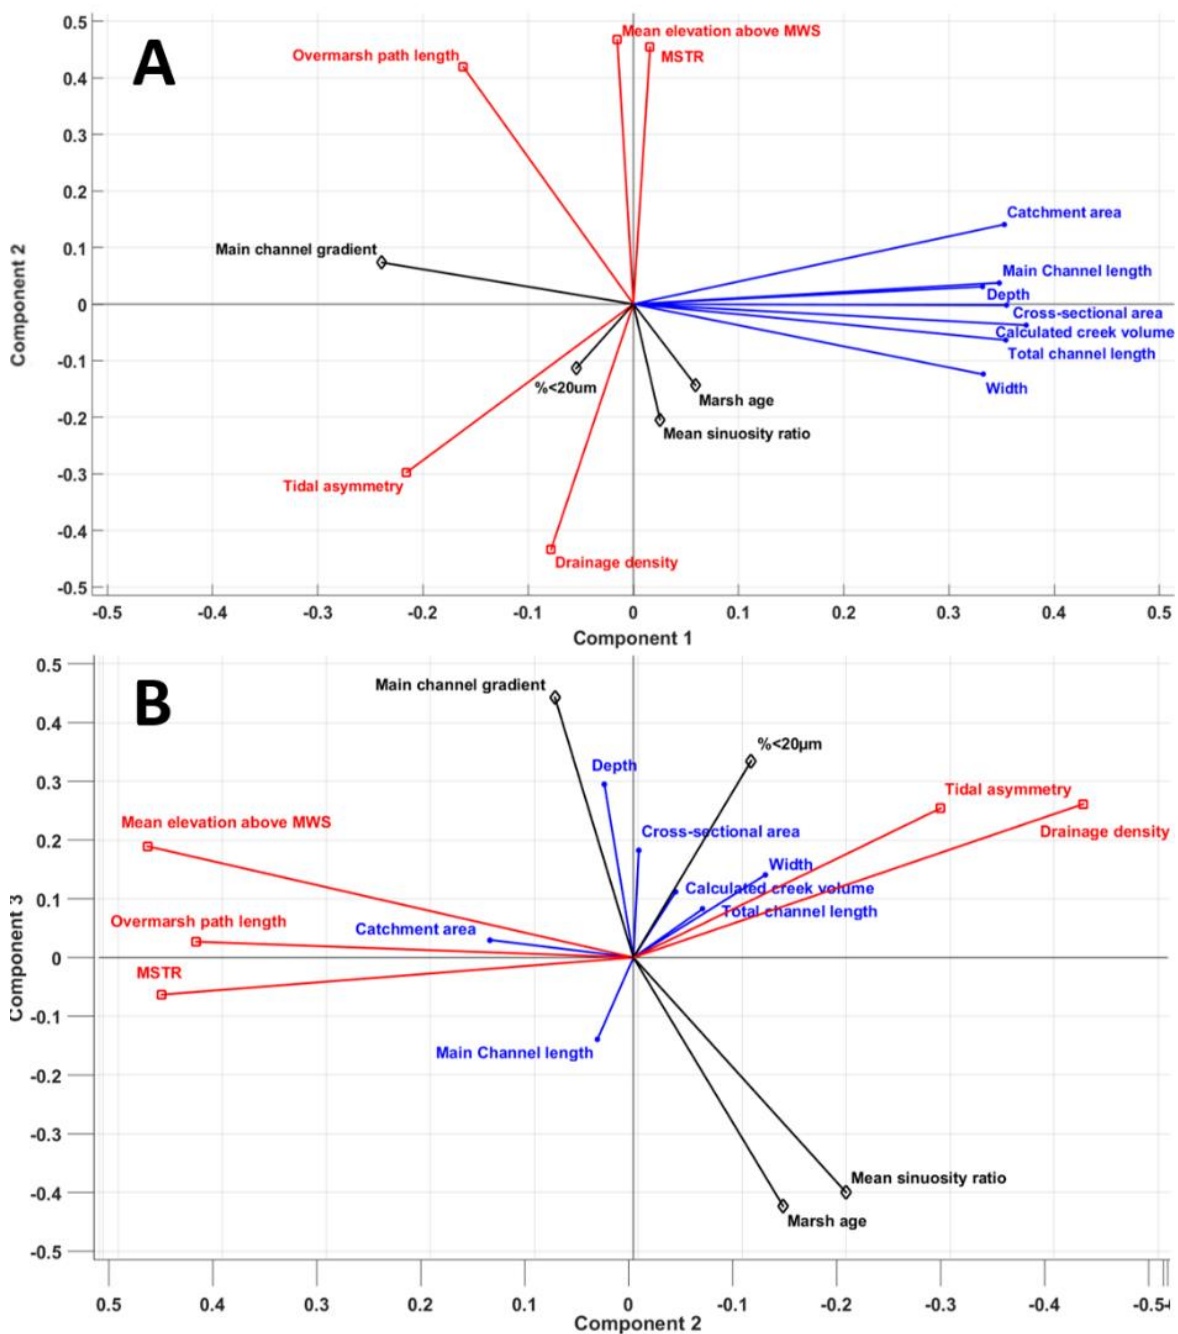 A
0.5
0.4
0.3
0.2
0.1
0
-0.1
-0.2
-0.3
-0.4
-0.5
Component 2
Mean elevation above MWS
Overmarsh path length
MSTR
Catchment area
Main channel gradient
Main Channel length
Depth
Cross-sectional area
Calculated creek volume
Total channel length
%<20um
Width
Marsh age
Mean sinuosity ratio
Tidal asymmetry
Drainage density
-0.5 -0.4 -0.3 -0.2 -0.1 0 0.1 0.2 0.3 0.4 0.5
Component 1
B
0.5
0.4
0.3
0.2
0.1
0
-0.1
-0.2
-0.3
-0.4
-0.5
Component 3
Main channel gradient
%<20µm
Depth
Tidal asymmetry
Mean elevation above MWS
Cross-sectional area
Drainage density
Width
Calculated creek volume
Total channel length
Overmarsh path length
Catchment area
MSTR
Main Channel length
Mean sinuosity ratio
Marsh age
0.5 0.4 0.3 0.2 0.1 0 -0.1 -0.2 -0.3 -0.4 -0.5
Component 2